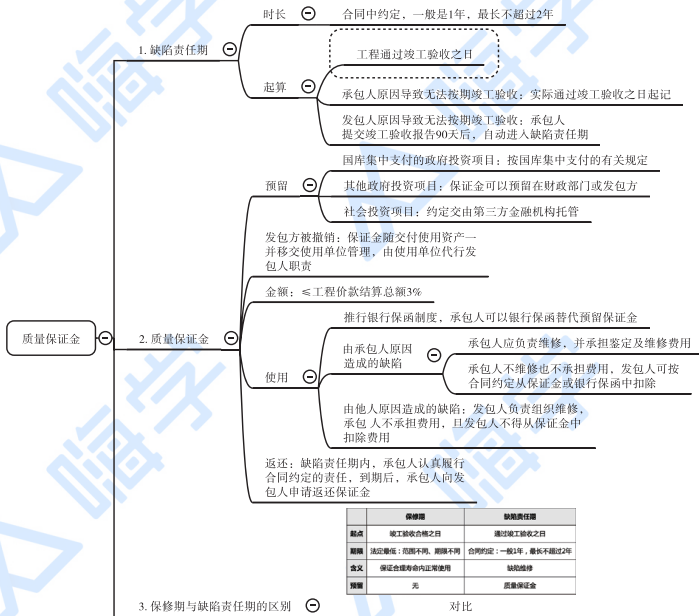 质量保证金
1. 缺陷责任期
时长
合同中约定，一般是1年，最长不超过2年
起算
工程通过竣工验收之日
承包人原因导致无法按期竣工验收：实际通过竣工验收之日起记
发包人原因导致无法按期竣工验收：承包人
提交竣工验收报告90天后，自动进入缺陷责任期
2. 质量保证金
预留
国库集中支付的政府投资项目：按国库集中支付的有关规定
其他政府投资项目：保证金可以预留在财政部门或发包方
社会投资项目：约定交由第三方金融机构托管
发包方被撤销：保证金随交付使用资产一
并移交使用单位管理，由使用单位代行发
包人职责
金额：≤工程价款结算总额3%
使用
推行银行保函制度，承包人可以银行保函替代预留保证金
由承包人原因
造成的缺陷
承包人应负责维修，并承担鉴定及维修费用
承包人不维修也不承担费用，发包人可按
合同约定从保证金或银行保函中扣除
由他人原因造成的缺陷：发包人负责组织维修，
承包 人不承担费用，且发包人不得从保证金中
扣除费用
返还：缺陷责任期内，承包人认真履行
合同约定的责任，到期后，承包人向发
包人申请返还保证金
3. 保修期与缺陷责任期的区别
保修期 缺陷责任期
起点 竣工验收合格之日 通过竣工验收之日
期限 法定最低：范围不同、期限不同 合同约定：一般1年，最长不超过2年
含义 保证合理寿命内正常使用 缺陷维修
预留 无 质量保证金
对比
嗨学
嗨学
嗨学
嗨学